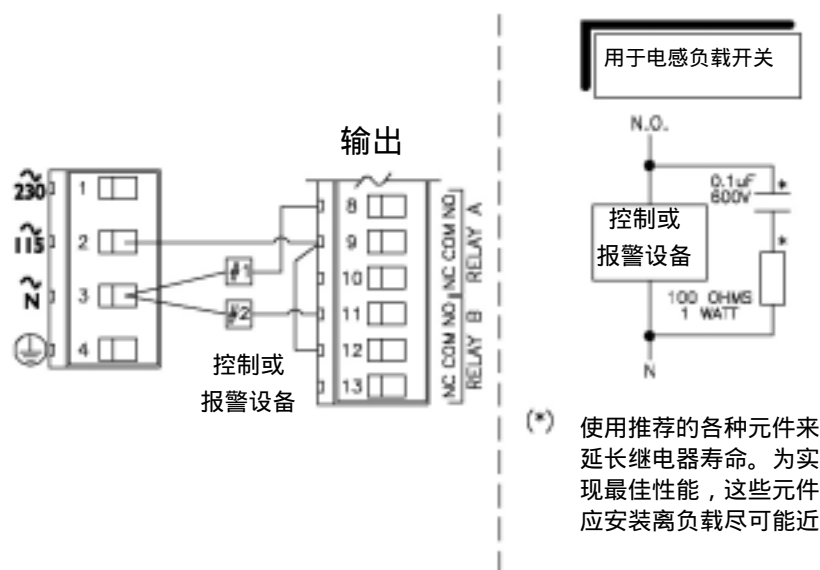 用于电感负载开关
输出
N.O.
230
1
115
2
N
3
4
#1
#2
8
9
10
11
12
13
NC COM NO
RELAY A
NC COM NO
RELAY B
控制或
报警设备
0.1uF *
600V
控制或
报警设备
*
100 OHMS
1 WATT
N
(*) 使用推荐的各种元件来
延长继电器寿命。为实
现最佳性能，这些元件
应安装离负载尽可能近